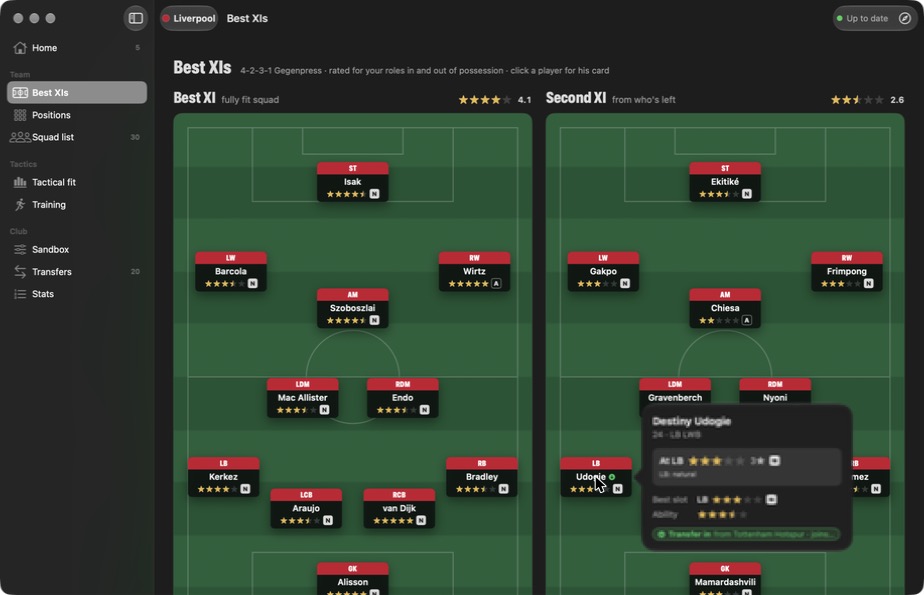 Liverpool
Best XIs
Up to date
Home 5
Team
Best XIs
Positions
Squad list 30
Tactics
Tactical fit
Training
Club
Sandbox
Transfers 20
Stats
Best XIs 4-2-3-1 Gegenpress · rated for your roles in and out of possession · click a player for his card
Best XI fully fit squad 4.1
ST
Isak
N
LW
Barcola
N
RW
Wirtz
A
AM
Szoboszlai
N
LDM
Mac Allister
N
RDM
Endo
N
LB
Kerkez
N
RB
Bradley
N
LCB
Araujo
N
RCB
van Dijk
N
GK
Alisson
N
Second XI from who's left 2.6
ST
Ekitiké
N
LW
Gakpo
N
RW
Frimpong
N
AM
Chiesa
A
LDM
Gravenberch
RDM
Nyoni
LB
Udogie
N
RB
mez
N
GK
Mamardashvili
N
Destiny Udogie
24 · LB LWB
At LB 3
LB: natural
Best slot LB
Ability
Transfer in from Tottenham Hotspur · joins...